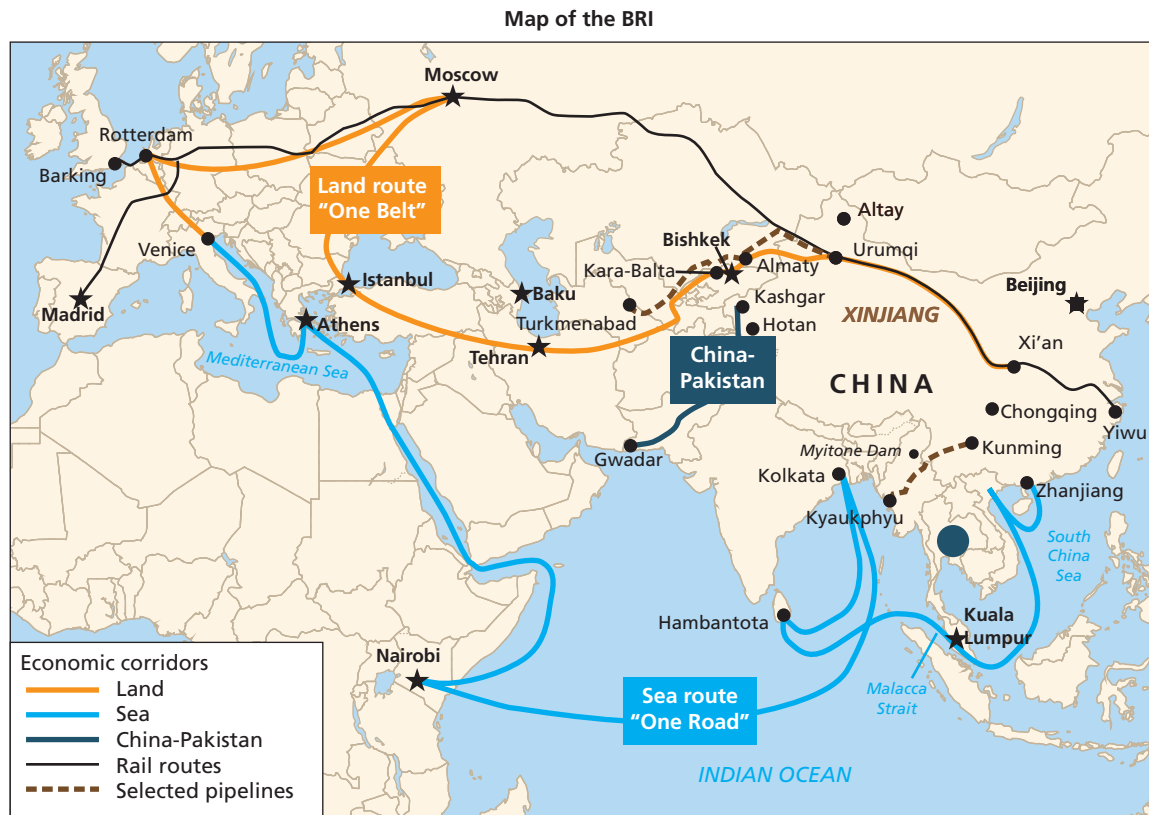 Map of the BRI
Moscow
Rotterdam
Barking
Land route
"One Belt"
Altay
Venice
Bishkek
Urumqi
Kara-Balta
Almaty
Istanbul
Baku
Kashgar
Beijing
Madrid
Athens
Turkmenabad
Hotan
XINJIANG
Mediterranean Sea
Tehran
China-
Pakistan
Xi'an
CHINA
Chongqing
Yiwu
Gwadar
Myitone Dam
Kunming
Kolkata
Zhanjiang
Kyaukphyu
South
China
Sea
Hambantota
Kuala
Lumpur
Nairobi
Malacca
Strait
Sea route
"One Road"
INDIAN OCEAN
Economic corridors
Land
Sea
China-Pakistan
Rail routes
Selected pipelines